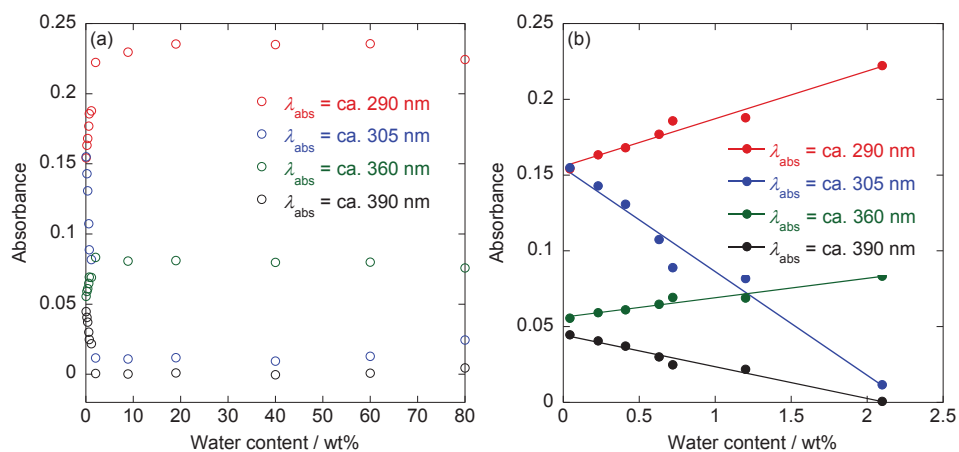 (a)
0.25
0.2
0.15
0.1
0.05
0
Absorbance
λabs = ca. 290 nm
λabs = ca. 305 nm
λabs = ca. 360 nm
λabs = ca. 390 nm
0 10 20 30 40 50 60 70 80
Water content / wt%
(b)
0.25
0.2
0.15
0.1
0.05
0
Absorbance
λabs = ca. 290 nm
λabs = ca. 305 nm
λabs = ca. 360 nm
λabs = ca. 390 nm
0 0.5 1 1.5 2 2.5
Water content / wt%